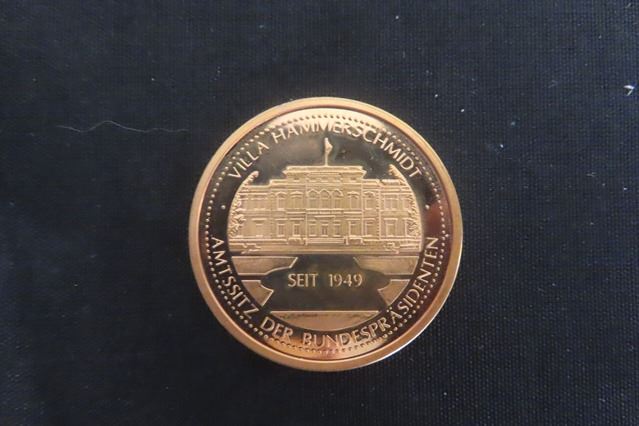 VILLA HAMMERSCHMIDT
SEIT 1949
AMTSSITZ DER BUNDESPRÄSIDENTEN